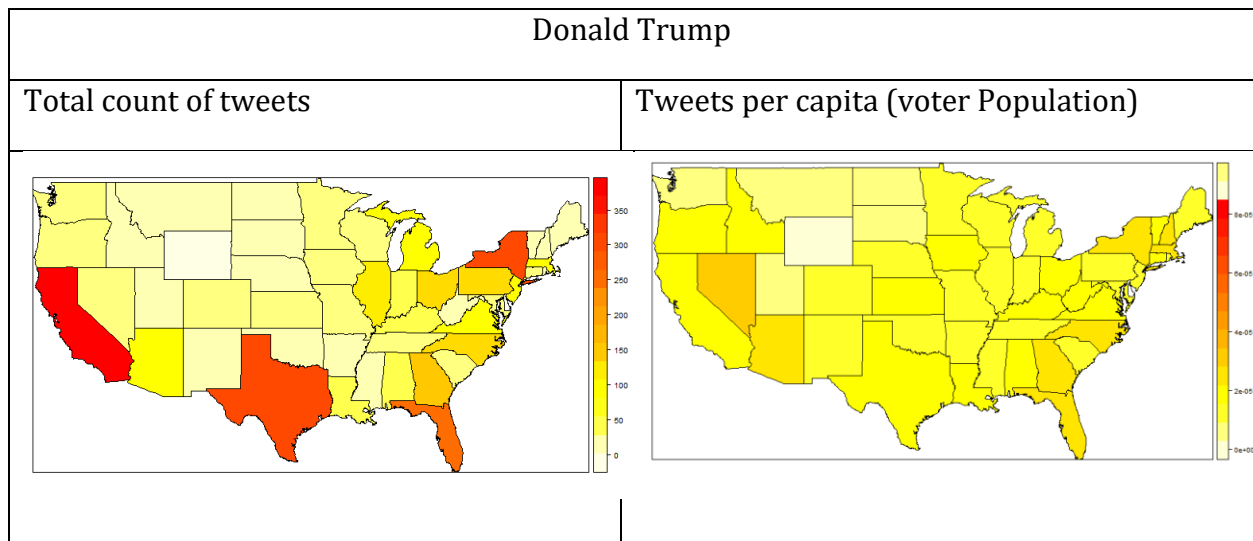 Donald Trump
Total count of tweets
Tweets per capita (voter Population)
350
300
250
200
150
100
50
0
8e-05
6e-05
4e-05
2e-05
0e+00